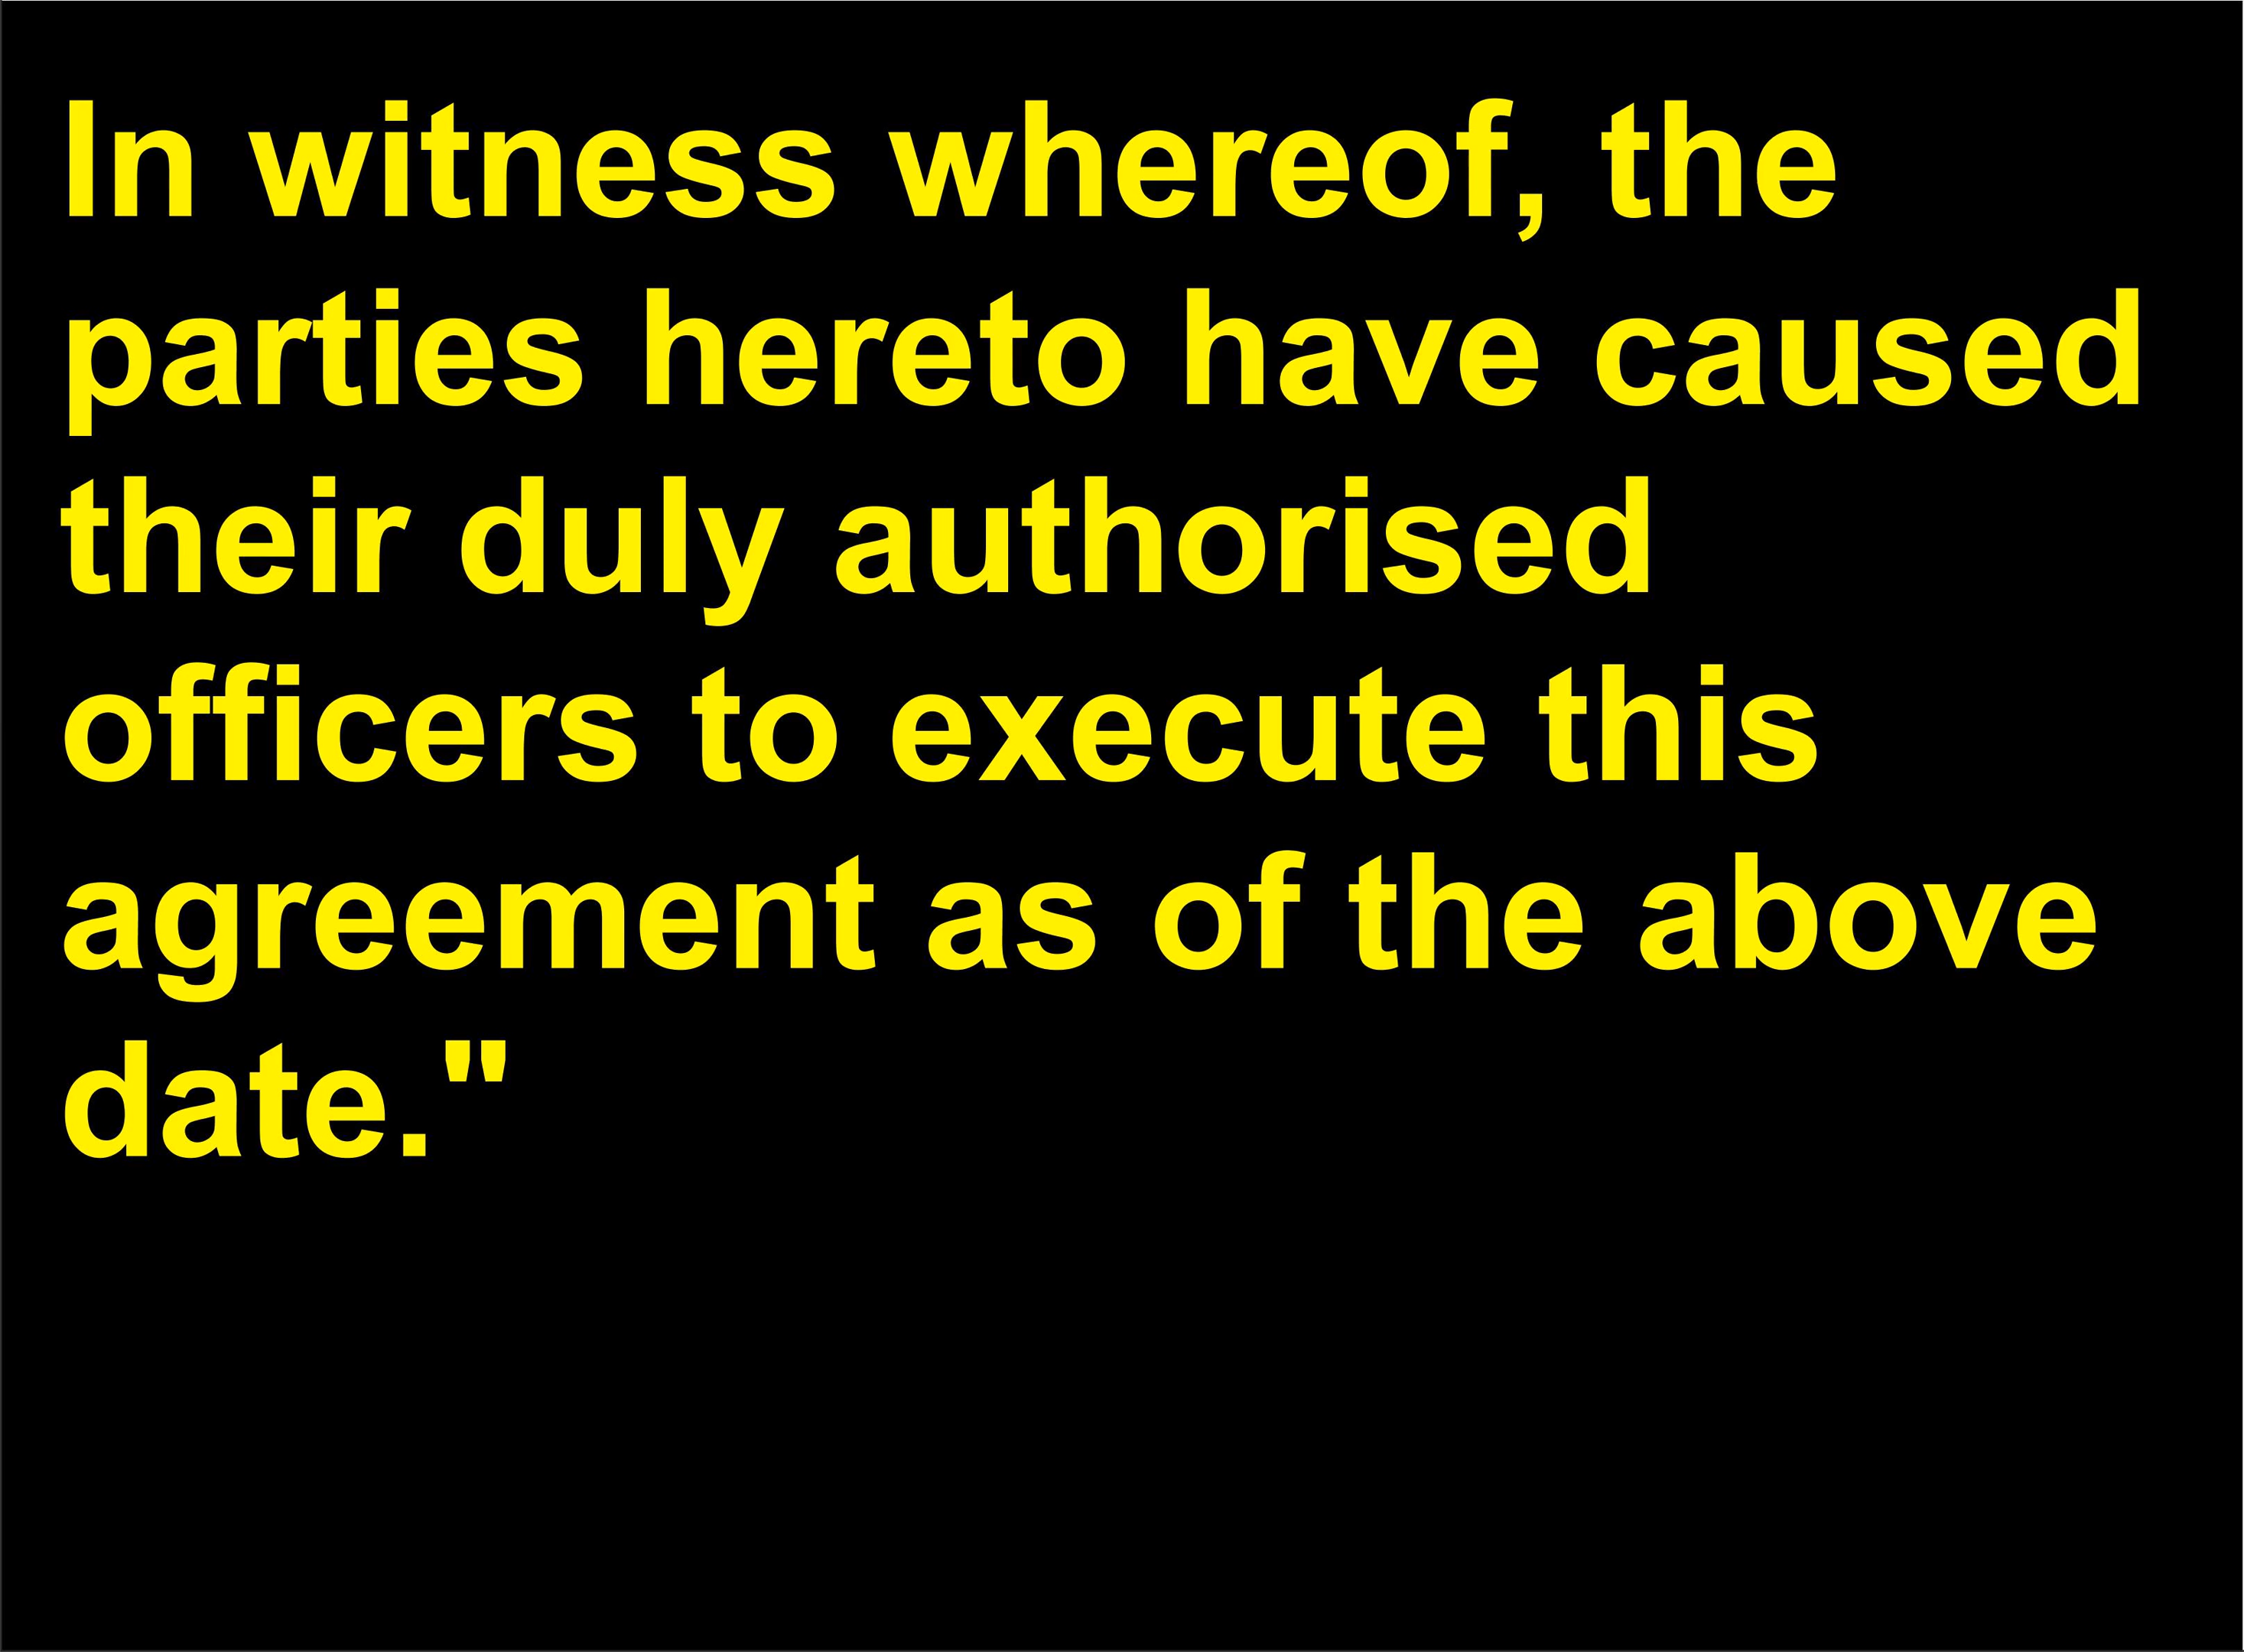 In witness whereof, the
parties hereto have caused
their duly authorised
officers to execute this
agreement as of the above
date."